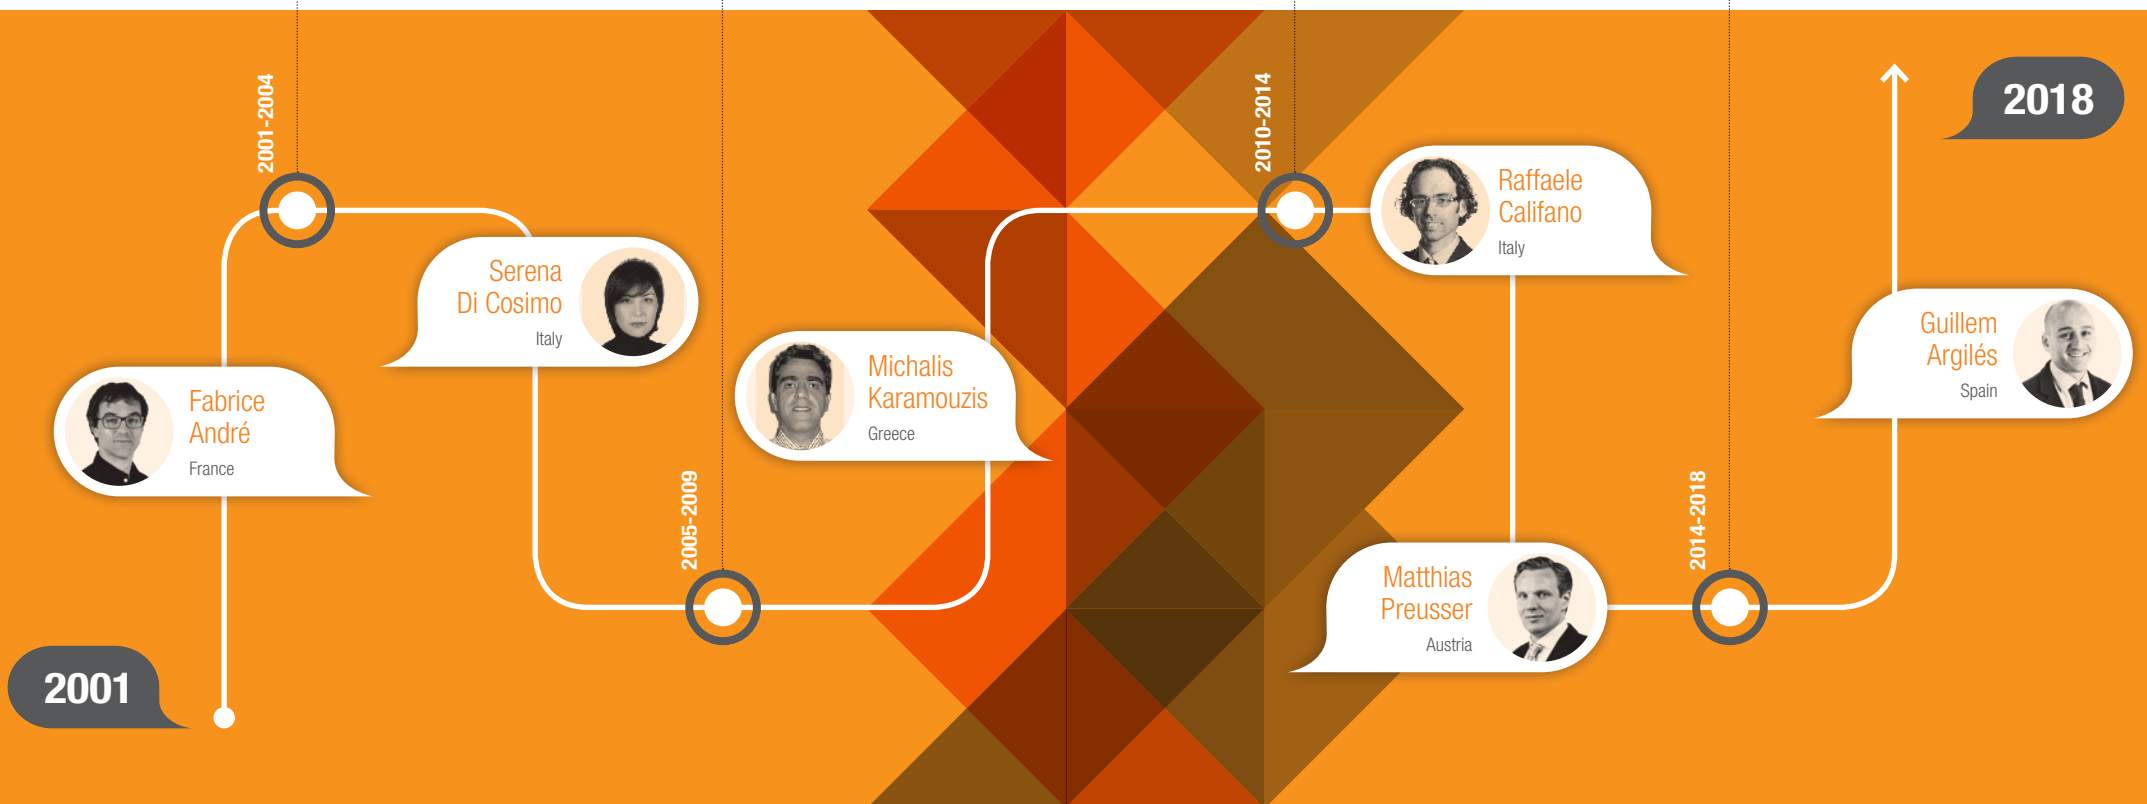 2001
Fabrice
André
France
2001-2004
Serena
Di Cosimo
Italy
2005-2009
Michalis
Karamouzis
Greece
2010-2014
Raffaele
Califano
Italy
Matthias
Preusser
Austria
2014-2018
Guillem
Argilés
Spain
2018